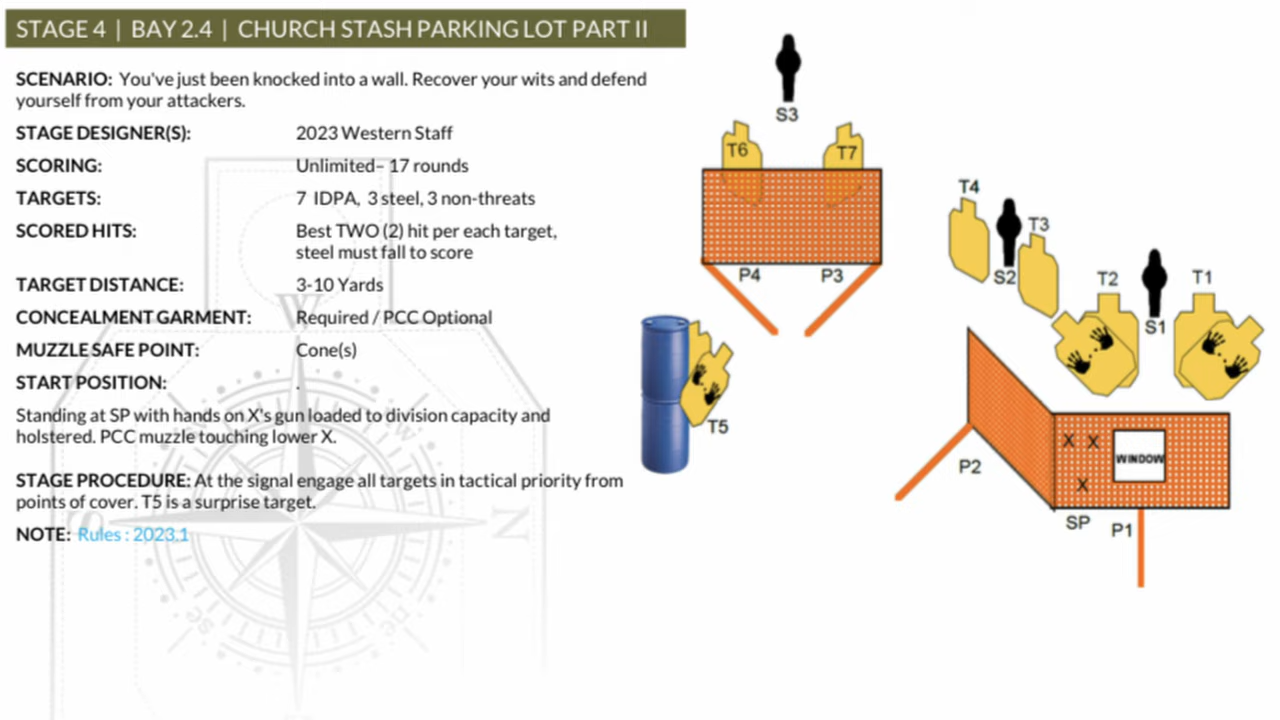 STAGE 4 | BAY 2.4 | CHURCH STASH PARKING LOT PART II
SCENARIO: You've just been knocked into a wall. Recover your wits and defend
yourself from your attackers.
STAGE DESIGNER(S): 2023 Western Staff
SCORING: Unlimited– 17 rounds
TARGETS: 7 IDPA, 3 steel, 3 non-threats
SCORED HITS: Best TWO (2) hit per each target,
steel must fall to score
TARGET DISTANCE: 3-10 Yards
CONCEALMENT GARMENT: Required / PCC Optional
MUZZLE SAFE POINT: Cone(s)
START POSITION: .
Standing at SP with hands on X's gun loaded to division capacity and
holstered. PCC muzzle touching lower X.
STAGE PROCEDURE: At the signal engage all targets in tactical priority from
points of cover. T5 is a surprise target.
NOTE: Rules : 2023.1
W
N
sw
se
ne
S3
T6
T7
P4
P3
T5
T4
S2
T3
T2
S1
T1
P2
X X
X
WINDOW
SP
P1